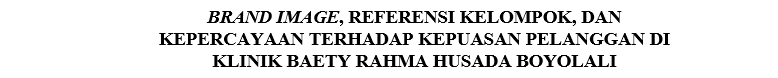 BRAND IMAGE, REFERENSI KELOMPOK, DAN
KEPERCAYAAN TERHADAP KEPUASAN PELANGGAN DI
KLINIK BAETY RAHMA HUSADA BOYOLALI